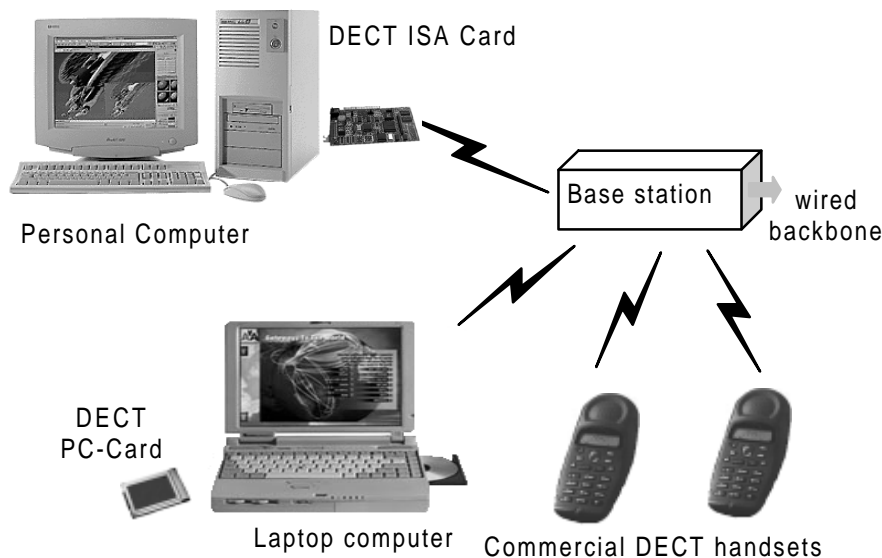 DECT ISA Card
Base station
wired
backbone
Personal Computer
DECT
PC-Card
Laptop computer
Commercial DECT handsets